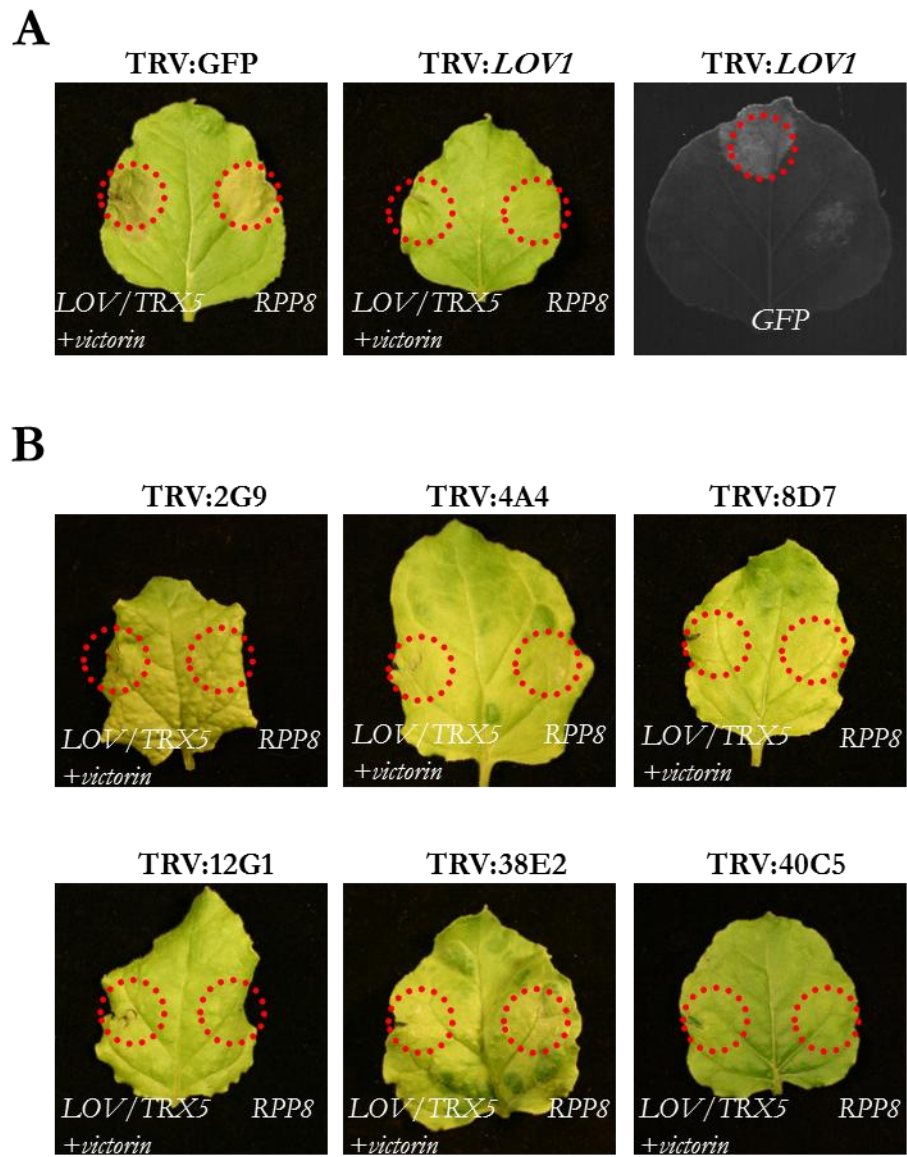 A
TRV:GFP TRV:LOV1 TRV:LOV1
LOV/TRX5 RPP8
+victorin
LOV/TRX5 RPP8
+victorin
GFP
B
TRV:2G9 TRV:4A4 TRV:8D7
LOV/TRX5 RPP8
+victorin
LOV/TRX5 RPP8
+victorin
LOV/TRX5 RPP8
+victorin
TRV:12G1 TRV:38E2 TRV:40C5
LOV/TRX5 RPP8
+victorin
LOV/TRX5 RPP8
+victorin
LOV/TRX5 RPP8
+victorin